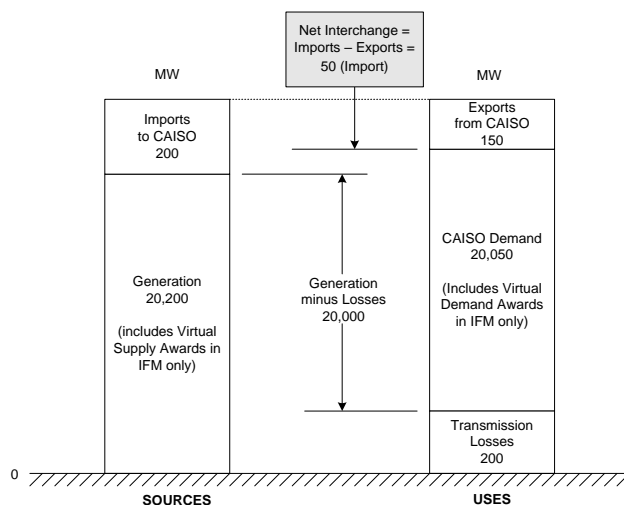 Net Interchange =
Imports – Exports =
50 (Import)
MW
MW
Imports
to CAISO
200
Exports
from CAISO
150
Generation
20,200
(includes Virtual
Supply Awards in
IFM only)
Generation
minus Losses
20,000
CAISO Demand
20,050
(Includes Virtual
Demand Awards
in IFM only)
Transmission
Losses
200
0
SOURCES
USES